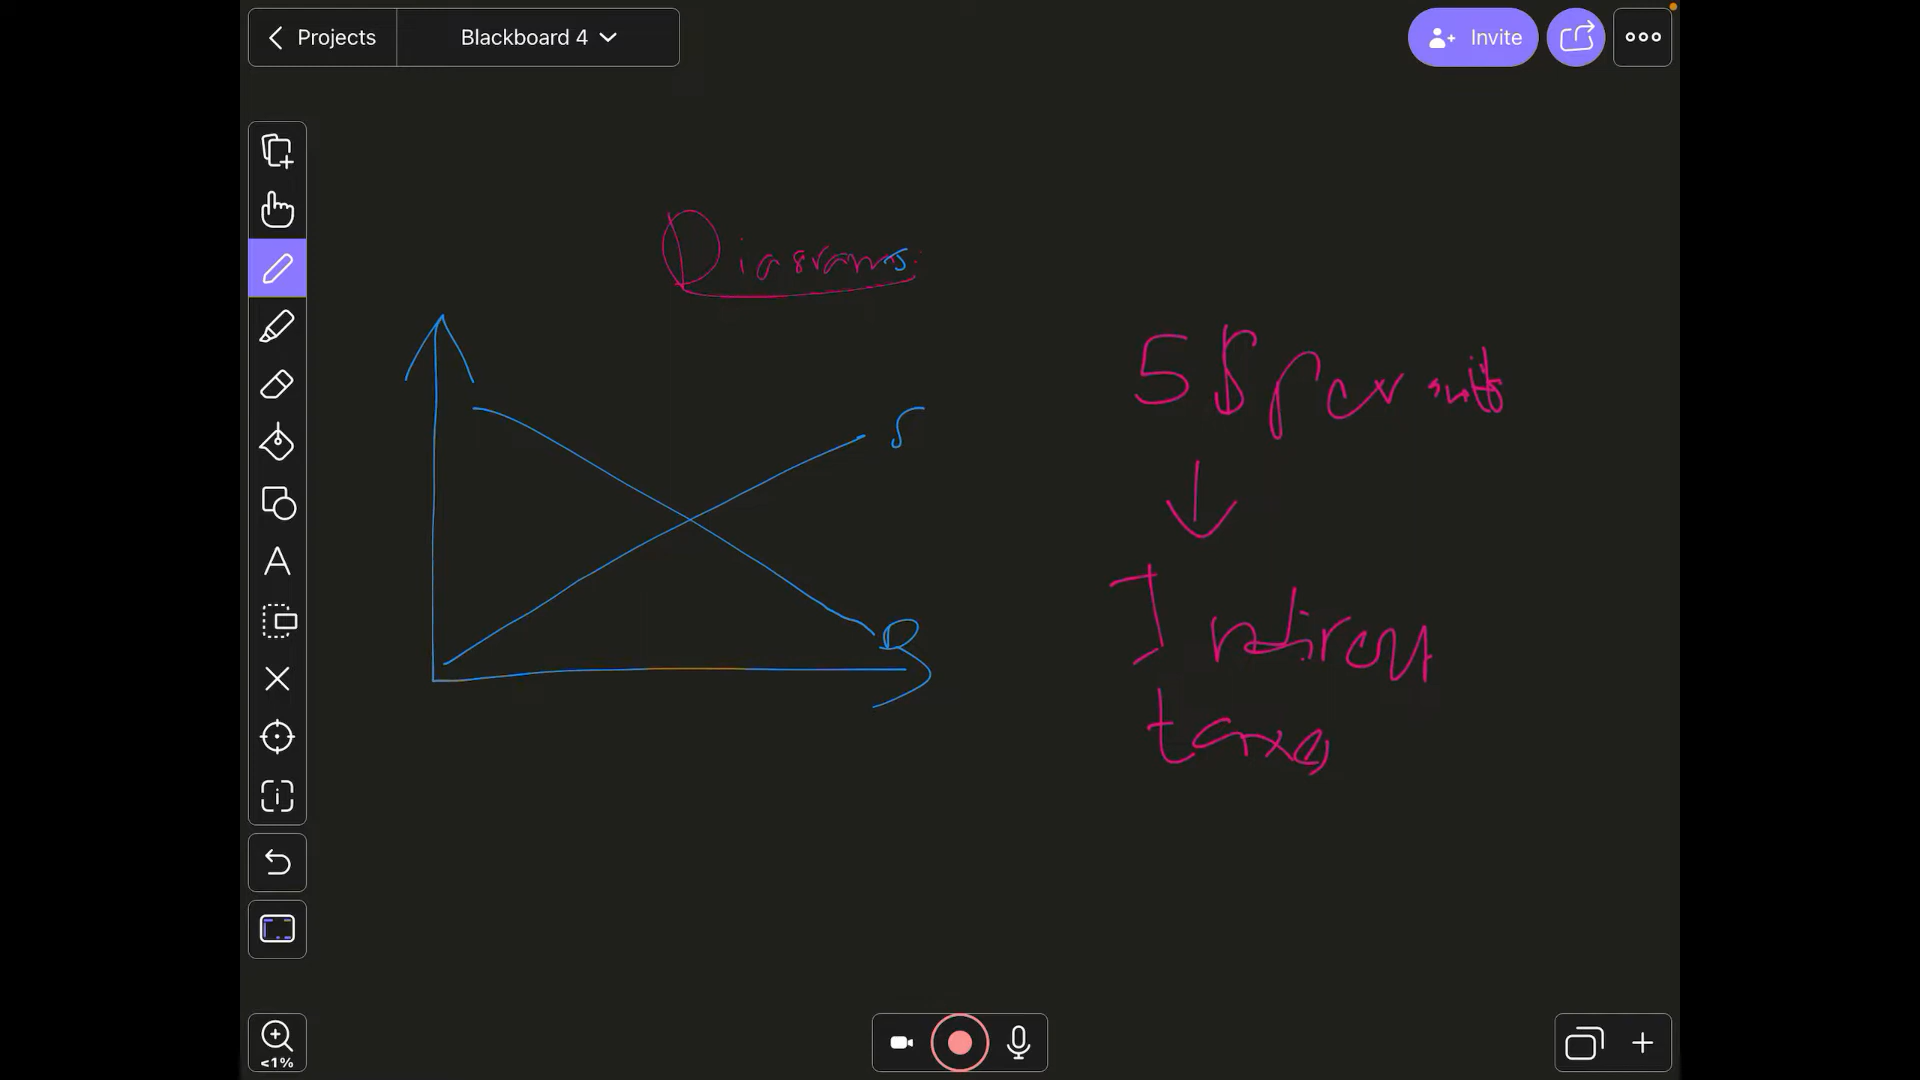 Projects
Blackboard 4
Invite
Diagrams
5$ per unit
S
D
Indirect
taxes
A
<1%